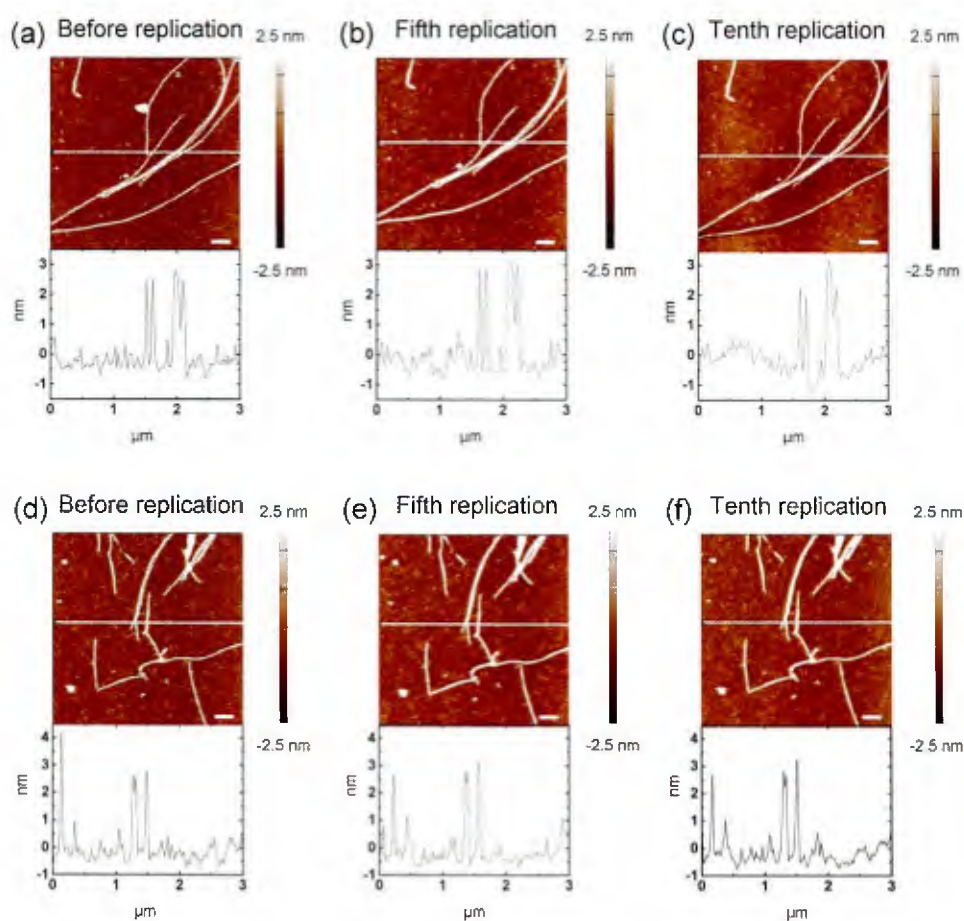 (a) Before replication 2.5 nm
(b) Fifth replication 2.5 nm
(c) Tenth replication 2.5 nm
-2.5 nm
-2.5 nm
-2.5 nm
nm 3 2 1 0 -1
0 1 2 3
µm
nm 3 2 1 0 -1
0 1 2 3
µm
nm 3 2 1 0 -1
0 1 2 3
µm
(d) Before replication 2.5 nm
(e) Fifth replication 2.5 nm
(f) Tenth replication 2.5 nm
-2.5 nm
-2.5 nm
-2.5 nm
nm 4 3 2 1 0 -1
0 1 2 3
µm
nm 4 3 2 1 0 -1
0 1 2 3
µm
nm 4 3 2 1 0 -1
0 1 2 3
µm